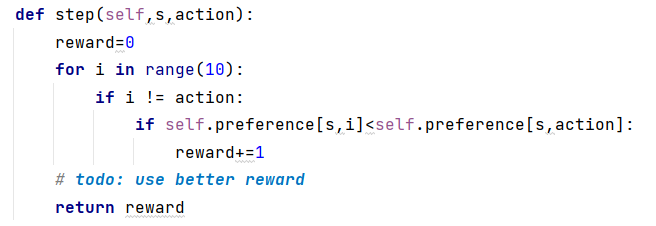 def step(self,s,action):
    reward=0
    for i in range(10):
        if i != action:
            if self.preference[s,i]<self.preference[s,action]:
                reward+=1
    # todo: use better reward
    return reward